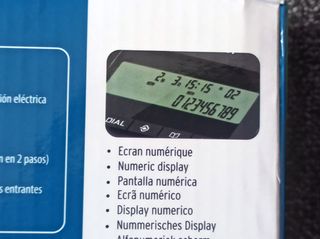 ión eléctrica
n en 2 pasos)
s entrantes
2. 3. 15:15 02
0123456789
DIAL
• Ecran numérique
• Numeric display
• Pantalla numérica
• Ecrã numérico
• Display numerico
• Nummerisches Display